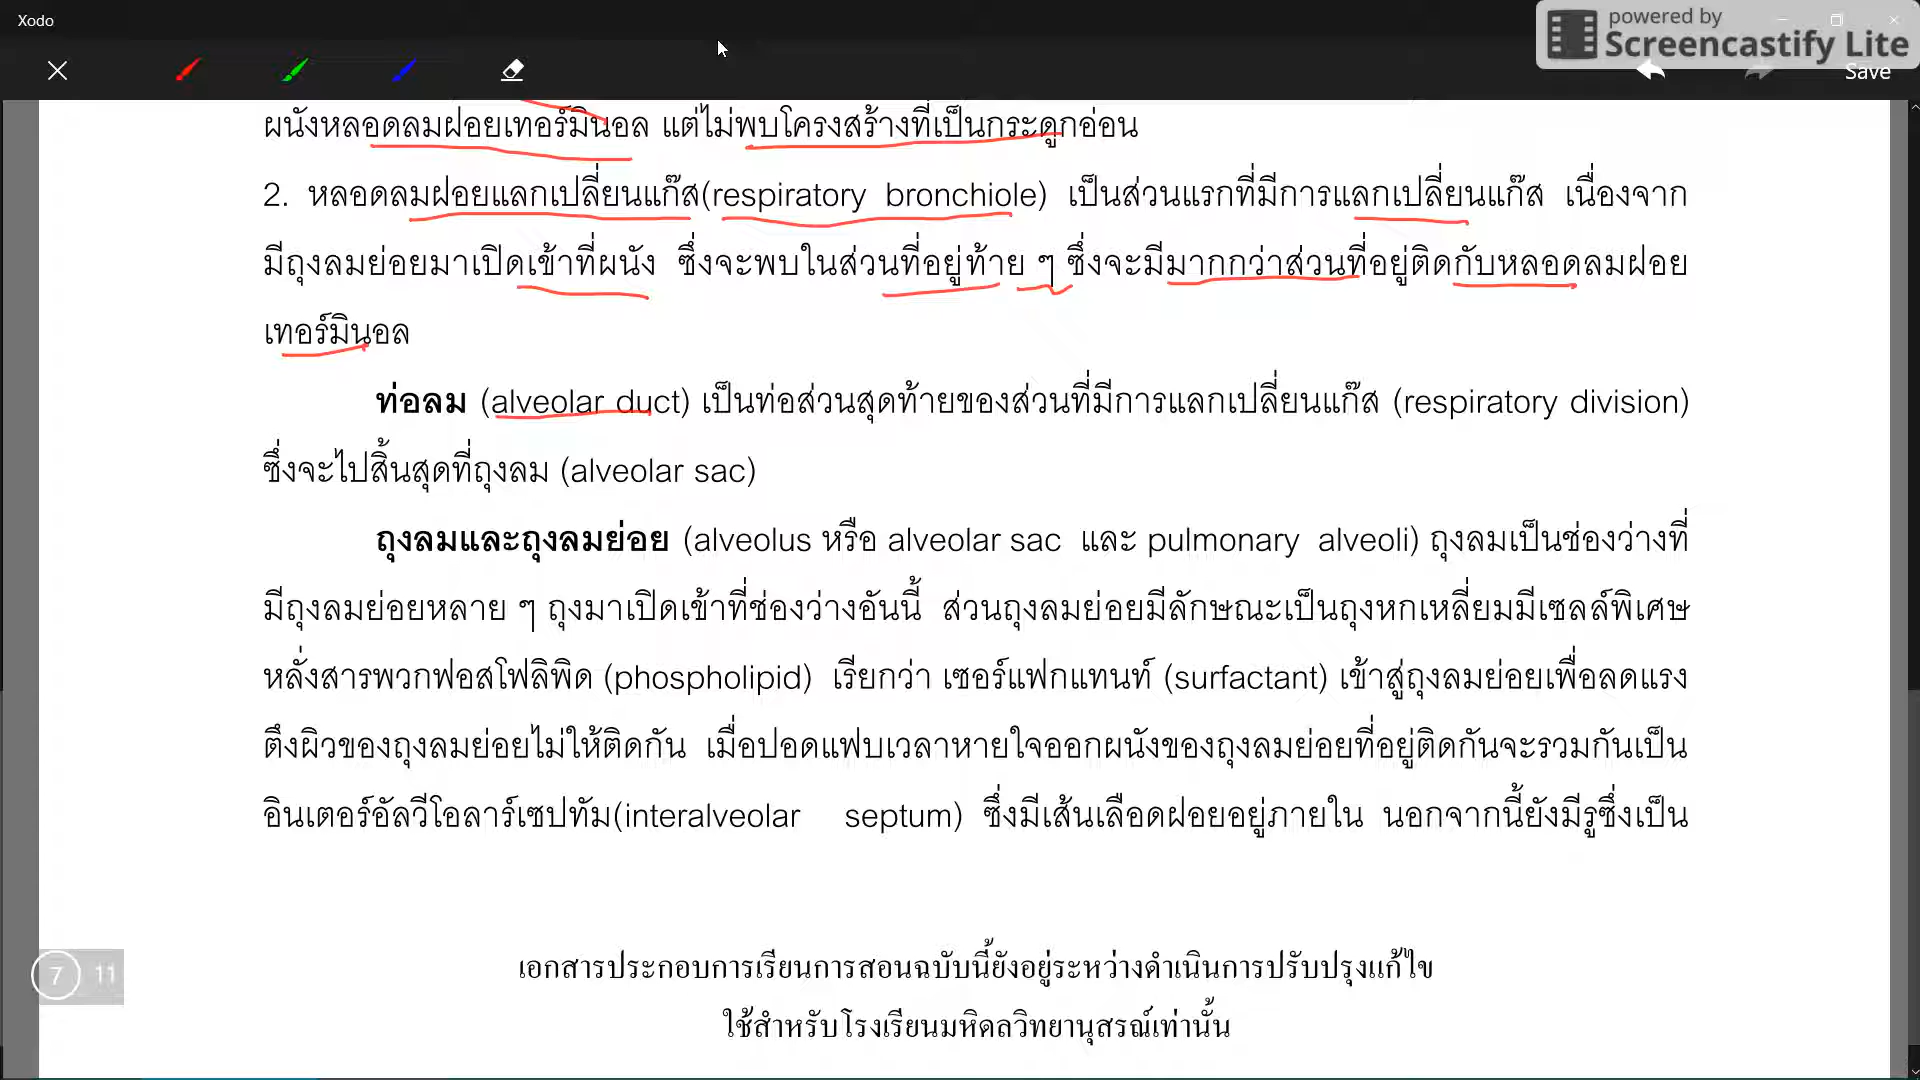 Xodo
powered by
Screencastify Lite
Save
ผนังหลอดลมฝอยเทอร์มินอล แต่ไม่พบโครงสร้างที่เป็นกระดูกอ่อน
2. หลอดลมฝอยแลกเปลี่ยนแก๊ส(respiratory bronchiole) เป็นส่วนแรกที่มีการแลกเปลี่ยนแก๊ส เนื่องจาก
มีถุงลมย่อยมาเปิดเข้าที่ผนัง ซึ่งจะพบในส่วนที่อยู่ท้าย ๆ ซึ่งจะมีมากกว่าส่วนที่อยู่ติดกับหลอดลมฝอย
เทอร์มินอล
ท่อลม (alveolar duct) เป็นท่อส่วนสุดท้ายของส่วนที่มีการแลกเปลี่ยนแก๊ส (respiratory division)
ซึ่งจะไปสิ้นสุดที่ถุงลม (alveolar sac)
ถุงลมและถุงลมย่อย (alveolus หรือ alveolar sac และ pulmonary alveoli) ถุงลมเป็นช่องว่างที่
มีถุงลมย่อยหลาย ๆ ถุงมาเปิดเข้าที่ช่องว่างอันนี้ ส่วนถุงลมย่อยมีลักษณะเป็นถุงหกเหลี่ยมมีเซลล์พิเศษ
หลั่งสารพวกฟอสโฟลิพิด (phospholipid) เรียกว่า เซอร์แฟกแทนท์ (surfactant) เข้าสู่ถุงลมย่อยเพื่อลดแรง
ตึงผิวของถุงลมย่อยไม่ให้ติดกัน เมื่อปอดแฟบเวลาหายใจออกผนังของถุงลมย่อยที่อยู่ติดกันจะรวมกันเป็น
อินเตอร์อัลวีโอลาร์เซปทัม(interalveolar septum) ซึ่งมีเส้นเลือดฝอยอยู่ภายใน นอกจากนี้ยังมีรูซึ่งเป็น
7 11
เอกสารประกอบการเรียนการสอนฉบับนี้ยังอยู่ระหว่างดำเนินการปรับปรุงแก้ไข
ใช้สำหรับโรงเรียนมหิดลวิทยานุสรณ์เท่านั้น